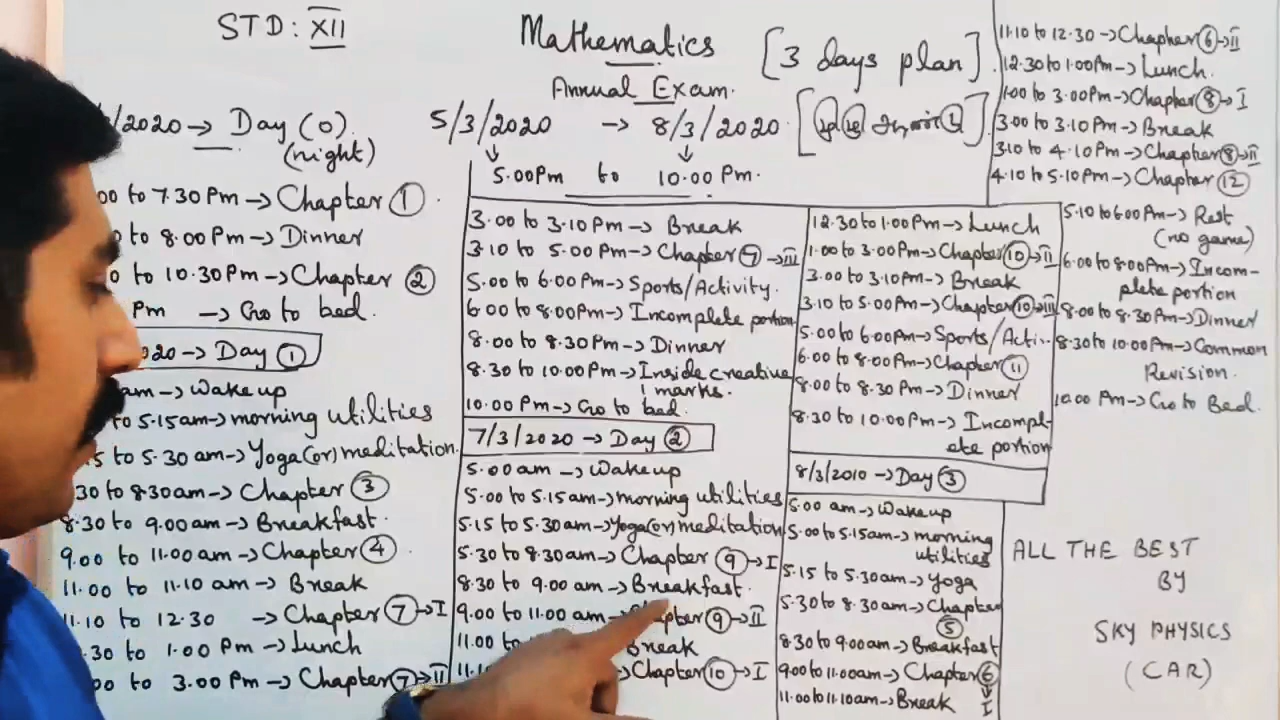 STD: XII
Mathematics [3 days plan]
Annual Exam.
5/3/2020 -> 8/3/2020
5.00Pm to 10.00 Pm.
/2020 -> Day (0)
(night)
00 to 7.30 Pm -> Chapter ①
to 8.00 Pm -> Dinner
0 to 10.30 Pm -> Chapter ②
Pm -> Go to bed.
2020 -> Day ①
am -> Wake up
to 5.15am -> morning utilities
15 to 5.30 am -> Yoga (or) meditation.
30 to 8.30am -> Chapter ③
8.30 to 9.00 am -> Breakfast.
9.00 to 11.00 am -> Chapter ④
11.00 to 11.10 am -> Break
11.10 to 12.30 -> Chapter ⑦ -> I
.30 to 1.00 Pm -> Lunch
00 to 3.00 Pm -> Chapter ⑦ -> II
3.00 to 3.10 Pm -> Break
3.10 to 5.00 Pm -> Chapter ⑦ -> III
5.00 to 6.00 Pm -> Sports/Activity.
6.00 to 8.00 Pm -> Incomplete portion
8.00 to 8.30 Pm -> Dinner
8.30 to 10.00 Pm -> Inside creative
1 marks.
10.00 Pm -> Go to bed.
7/3/2020 -> Day ②
5.00 am -> Wake up
5.00 to 5.15am -> morning utilities
5.15 to 5.30am -> Yoga (or) meditation
5.30 to 8.30am -> Chapter ⑨ -> I
8.30 to 9.00 am -> Breakfast.
9.00 to 11.00 am -> Chapter ⑨ -> II
11.00 to Break
11.10 -> Chapter ⑩ -> I
12.30 to 1.00 Pm -> Lunch
1.00 to 3.00 Pm -> Chapter ⑩ -> II
3.00 to 3.10 Pm -> Break
3.10 to 5.00 Pm -> Chapter ⑩ -> III
5.00 to 6.00 Pm -> Sports/Acti..
6.00 to 8.00 Pm -> Chapter ⑪
8.00 to 8.30 Pm -> Dinner
8.30 to 10.00 Pm -> Incompl-
ete portion
8/3/2010 -> Day ③
5.00 am -> Wake up
5.00 to 5.15am -> morning
utilities
5.15 to 5.30am -> Yoga
5.30 to 8.30am -> Chapter
⑤
8.30 to 9.00am -> Breakfast
9.00 to 11.00am -> Chapter ⑥
I
11.00 to 11.10am -> Break
11.10 to 12.30 -> Chapter ⑥ -> II
12.30 to 1.00 Pm -> Lunch.
1.00 to 3.00 Pm -> Chapter ⑧ -> I
3.00 to 3.10 Pm -> Break
3.10 to 4.10 Pm -> Chapter ⑧ -> II
4.10 to 5.10 Pm -> Chapter ⑫
5.10 to 6.00 Pm -> Rest
(no game)
6.00 to 8.00 Pm -> Incom-
plete portion
8.00 to 8.30 Pm -> Dinner
8.30 to 10.00 Pm -> Common
Revision.
10.00 Pm -> Go to Bed.
ALL THE BEST
BY
SKY PHYSICS
(CAR)